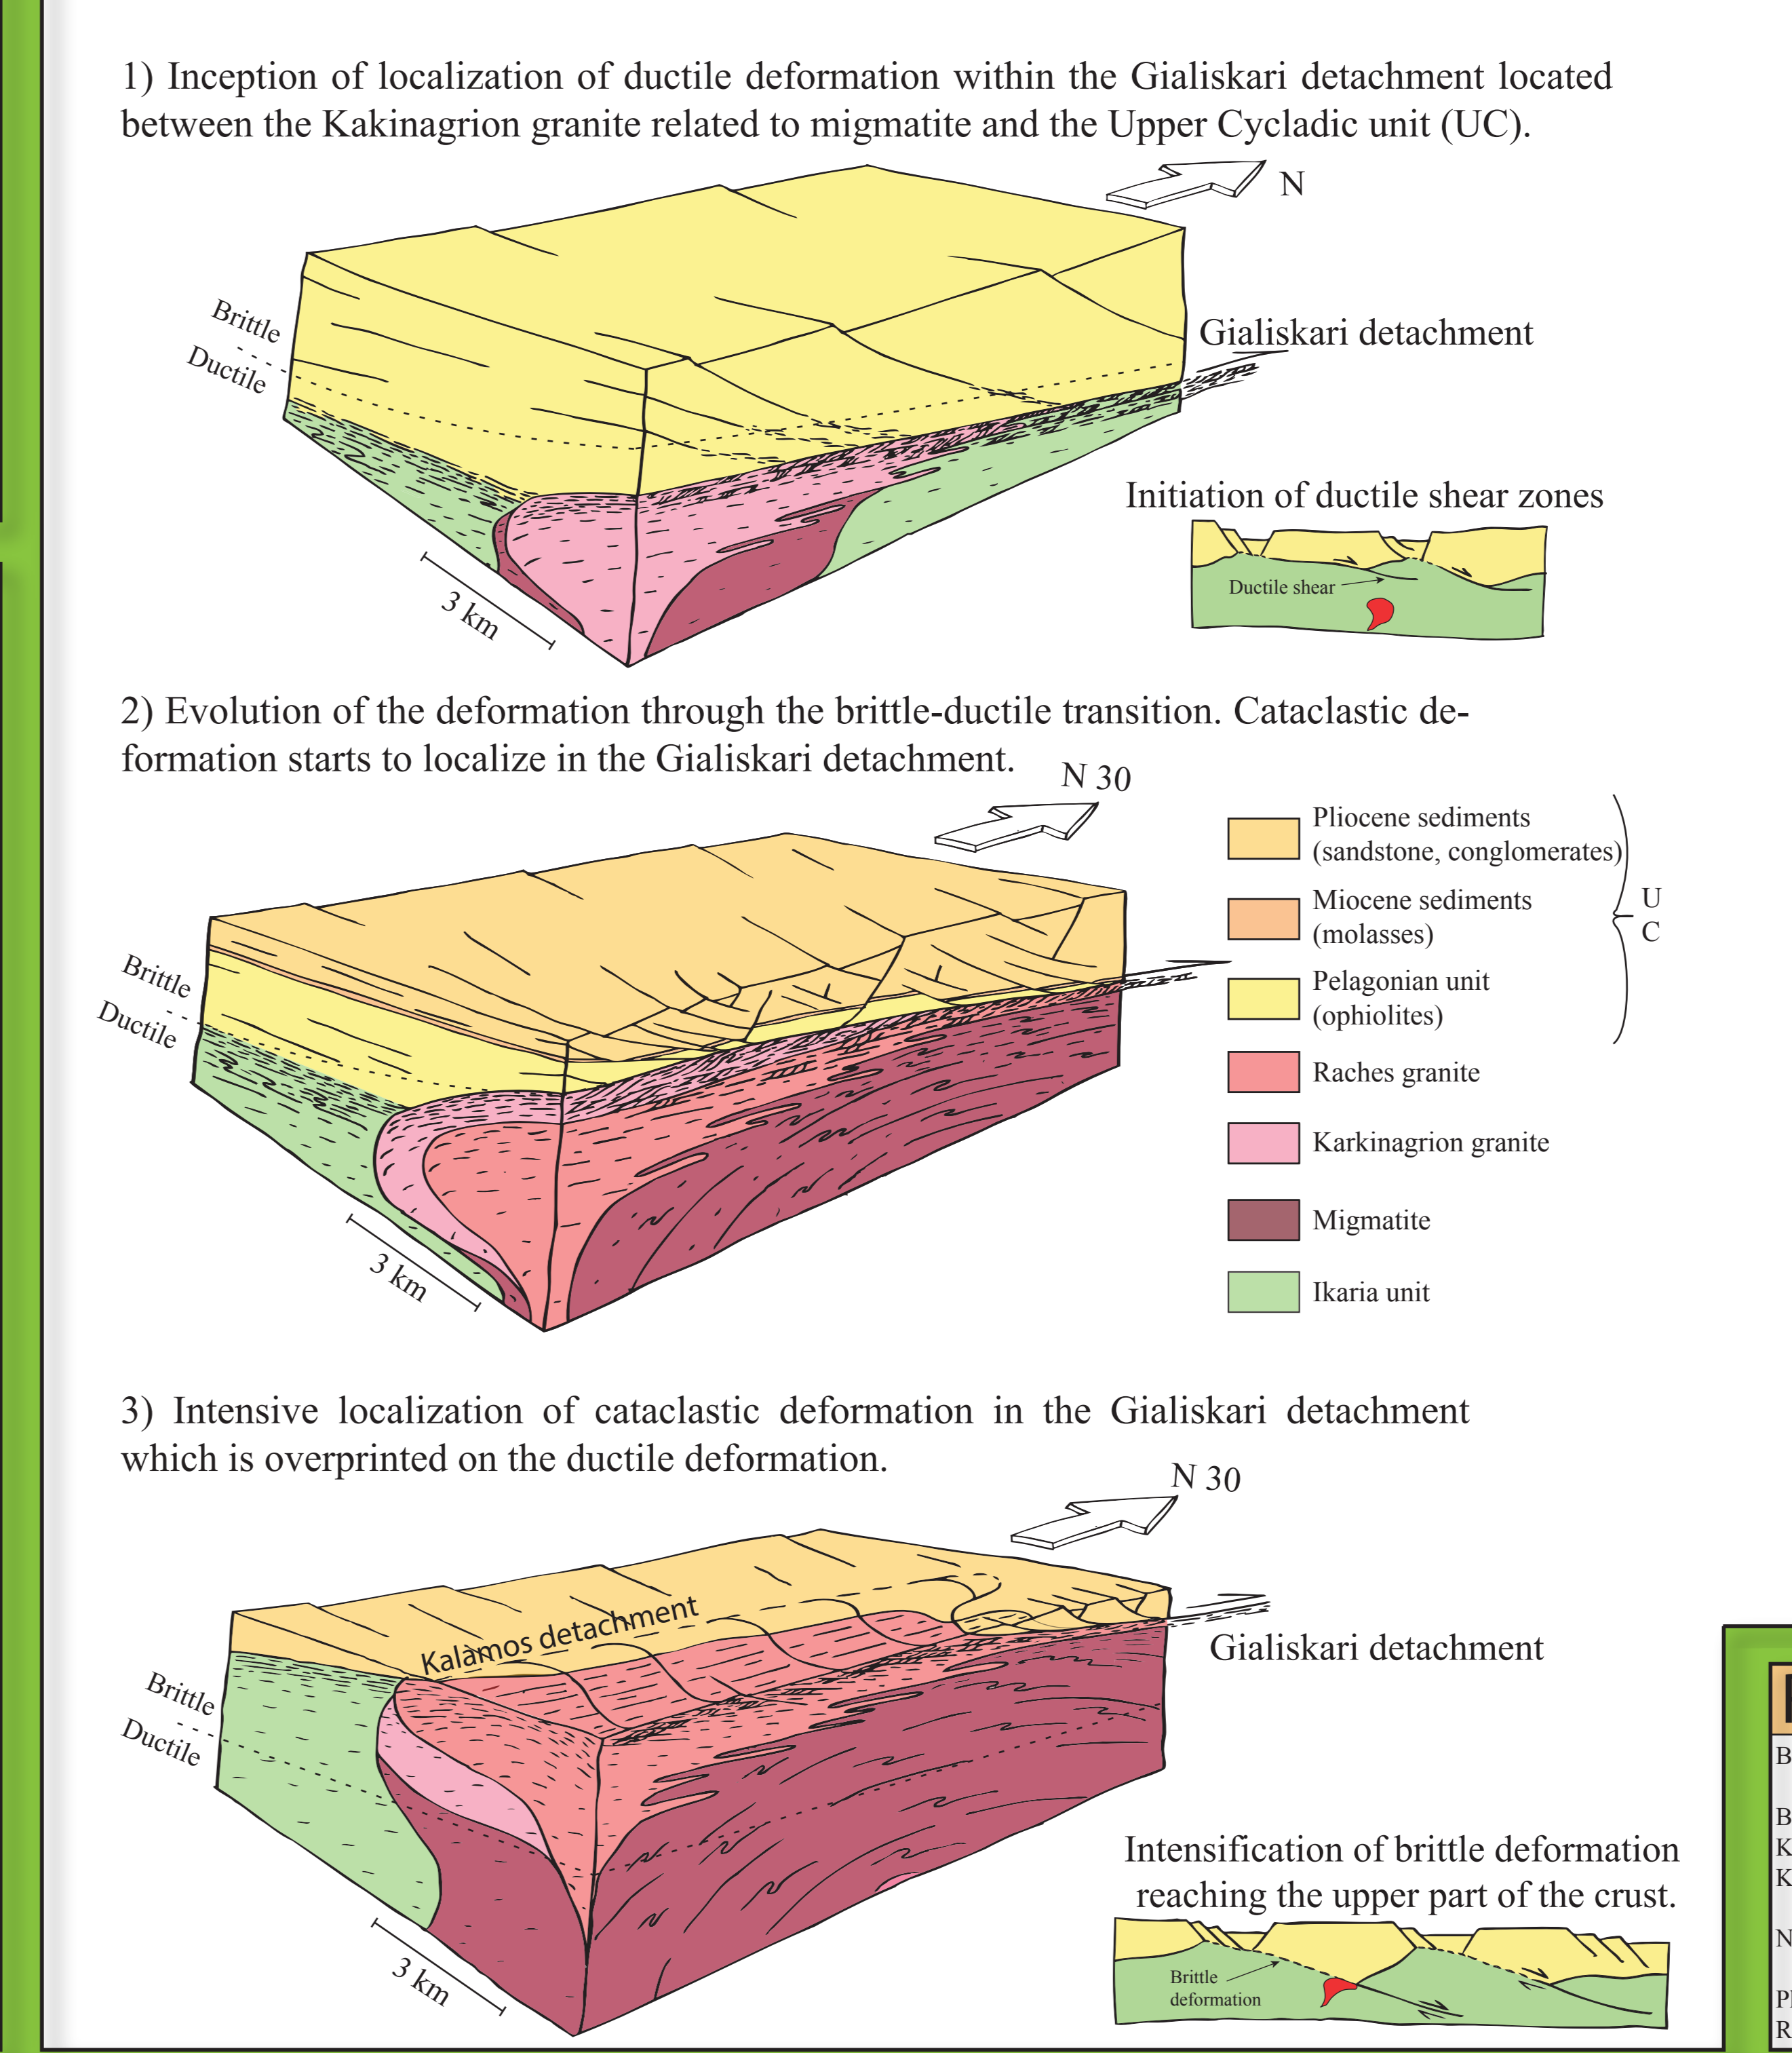 1) Inception of localization of ductile deformation within the Gialiskari detachment located
between the Kakinagrion granite related to migmatite and the Upper Cycladic unit (UC).
N
Brittle
Ductile
Gialiskari detachment
3 km
Initiation of ductile shear zones
Ductile shear
2) Evolution of the deformation through the brittle-ductile transition. Cataclastic de-
formation starts to localize in the Gialiskari detachment.
N 30
Brittle
Ductile
3 km
Pliocene sediments
(sandstone, conglomerates)
Miocene sediments
(molasses)
U
C
Pelagonian unit
(ophiolites)
Raches granite
Karkinagrion granite
Migmatite
Ikaria unit
3) Intensive localization of cataclastic deformation in the Gialiskari detachment
which is overprinted on the ductile deformation.
N 30
Kalàmos detachment
Gialiskari detachment
Brittle
Ductile
3 km
Intensification of brittle deformation
reaching the upper part of the crust.
Brittle
deformation
B
B
K
K
N
R